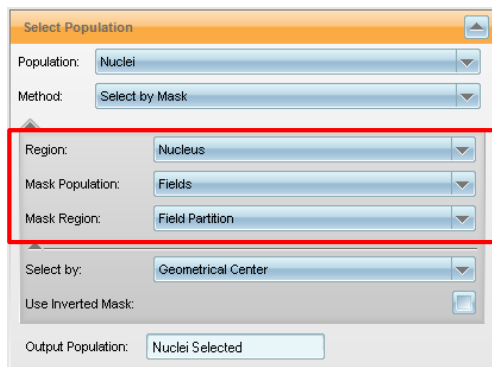 Select Population
Population: Nuclei
Method: Select by Mask
Region: Nucleus
Mask Population: Fields
Mask Region: Field Partition
Select by: Geometrical Center
Use Inverted Mask:
Output Population: Nuclei Selected